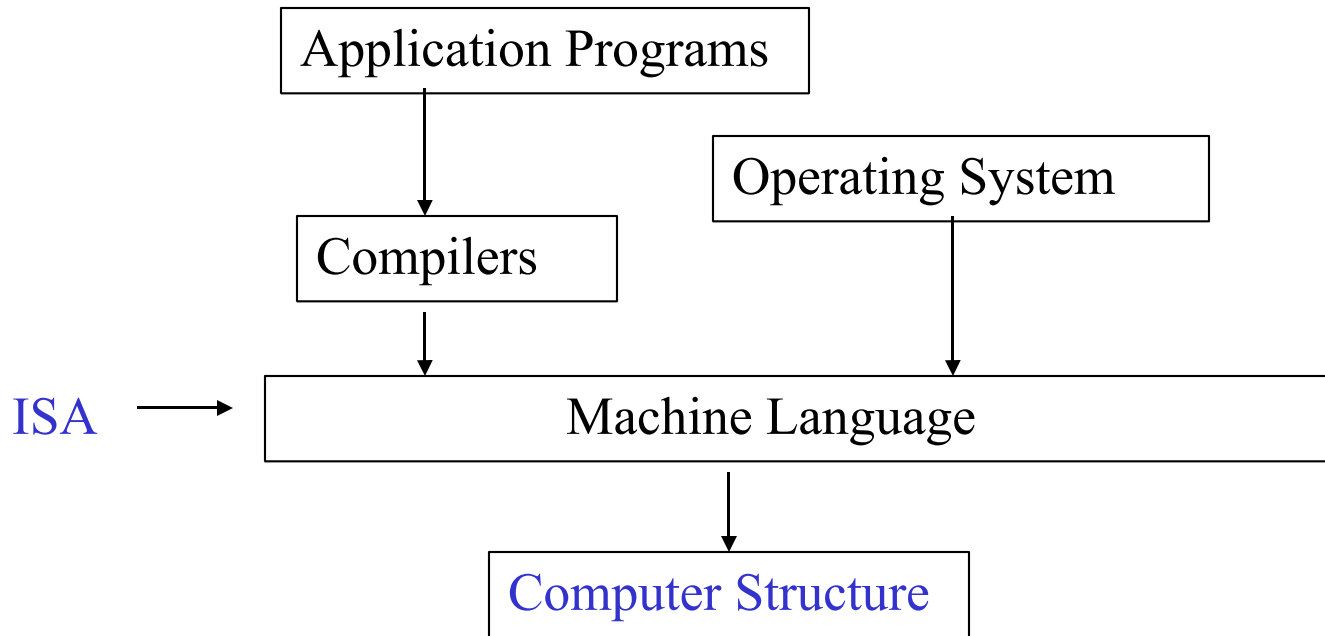 Application Programs
Operating System
Compilers
ISA
Machine Language
Computer Structure